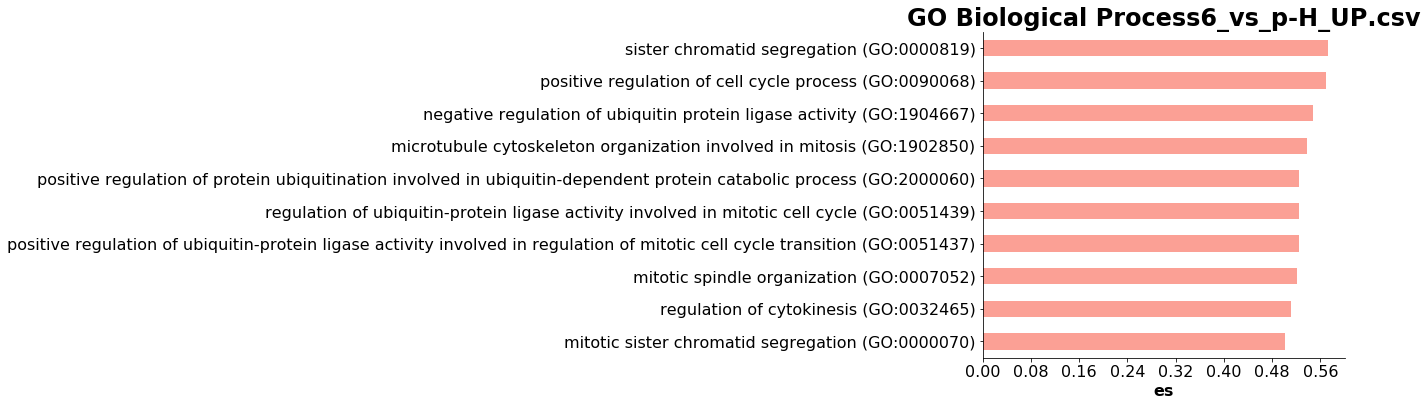 GO Biological Process6_vs_p-H_UP.csv
sister chromatid segregation (GO:0000819)
positive regulation of cell cycle process (GO:0090068)
negative regulation of ubiquitin protein ligase activity (GO:1904667)
microtubule cytoskeleton organization involved in mitosis (GO:1902850)
positive regulation of protein ubiquitination involved in ubiquitin-dependent protein catabolic process (GO:2000060)
regulation of ubiquitin-protein ligase activity involved in mitotic cell cycle (GO:0051439)
positive regulation of ubiquitin-protein ligase activity involved in regulation of mitotic cell cycle transition (GO:0051437)
mitotic spindle organization (GO:0007052)
regulation of cytokinesis (GO:0032465)
mitotic sister chromatid segregation (GO:0000070)
0.00 0.08 0.16 0.24 0.32 0.40 0.48 0.56
es